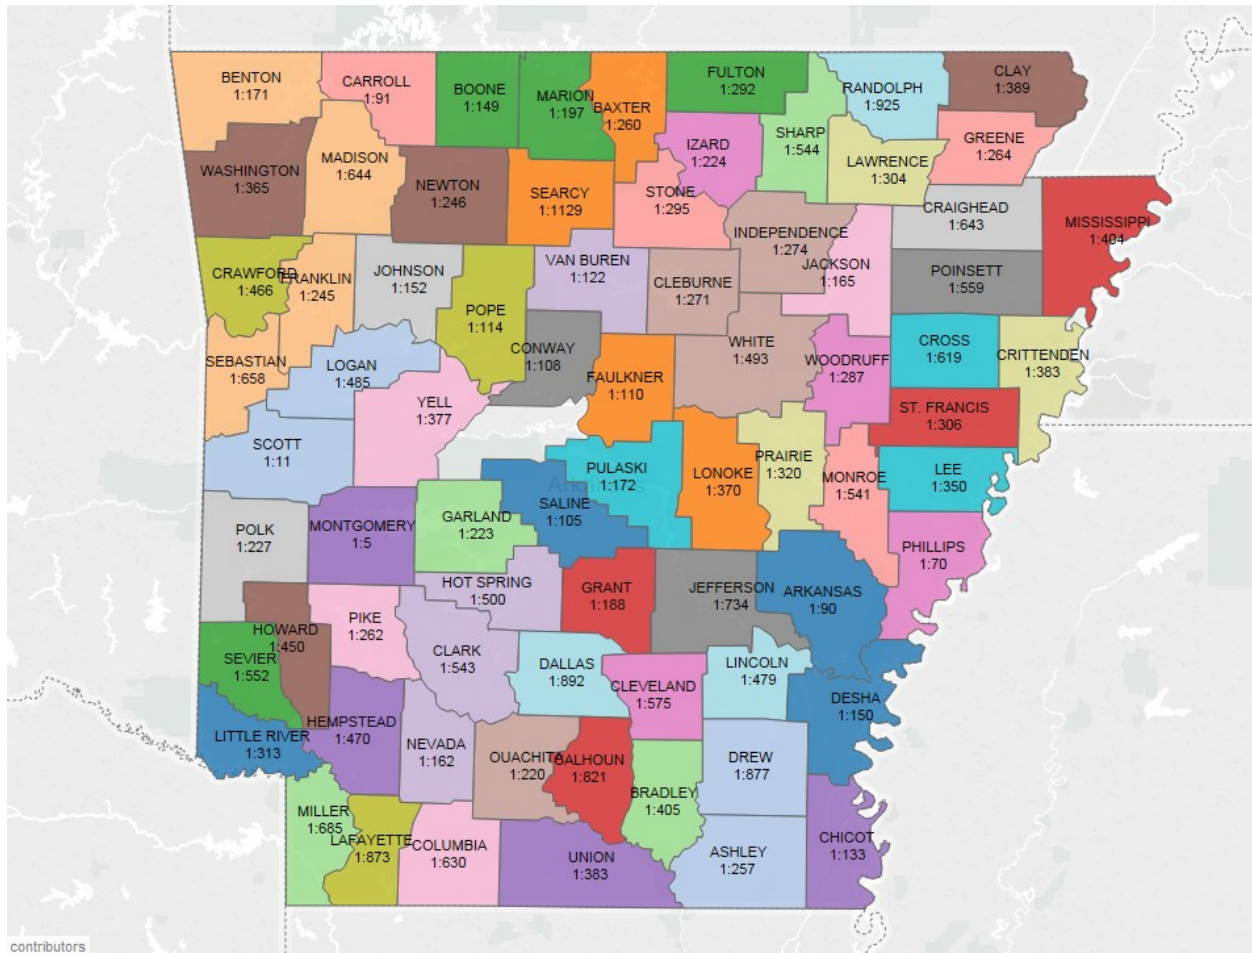 BENTON
1:171
CARROLL
1:91
BOONE
1:149
MARION
1:197
BAXTER
1:260
FULTON
1:292
RANDOLPH
1:925
CLAY
1:389
WASHINGTON
1:365
MADISON
1:644
NEWTON
1:246
SEARCY
1:1129
STONE
1:295
IZARD
1:224
SHARP
1:544
LAWRENCE
1:304
GREENE
1:264
CRAIGHEAD
1:643
MISSISSIPPI
1:404
CRAWFORD
1:466
FRANKLIN
1:245
JOHNSON
1:152
POPE
1:114
VAN BUREN
1:122
CLEBURNE
1:271
INDEPENDENCE
1:274
JACKSON
1:165
POINSETT
1:559
SEBASTIAN
1:658
LOGAN
1:485
YELL
1:377
CONWAY
1:108
FAULKNER
1:110
WHITE
1:493
WOODRUFF
1:287
CROSS
1:619
CRITTENDEN
1:383
ST. FRANCIS
1:306
SCOTT
1:11
PULASKI
1:172
Arkansas
LONOKE
1:370
PRAIRIE
1:320
MONROE
1:541
LEE
1:350
POLK
1:227
MONTGOMERY
1:5
GARLAND
1:223
SALINE
1:105
PHILLIPS
1:70
HOT SPRING
1:500
GRANT
1:188
JEFFERSON
1:734
ARKANSAS
1:90
HOWARD
1:450
PIKE
1:262
SEVIER
1:552
CLARK
1:543
DALLAS
1:892
CLEVELAND
1:575
LINCOLN
1:479
DESHA
1:150
LITTLE RIVER
1:313
HEMPSTEAD
1:470
NEVADA
1:162
OUACHITA
1:220
CALHOUN
1:821
BRADLEY
1:405
DREW
1:877
MILLER
1:685
LAFAYETTE
1:873
COLUMBIA
1:630
UNION
1:383
ASHLEY
1:257
CHICOT
1:133
contributors